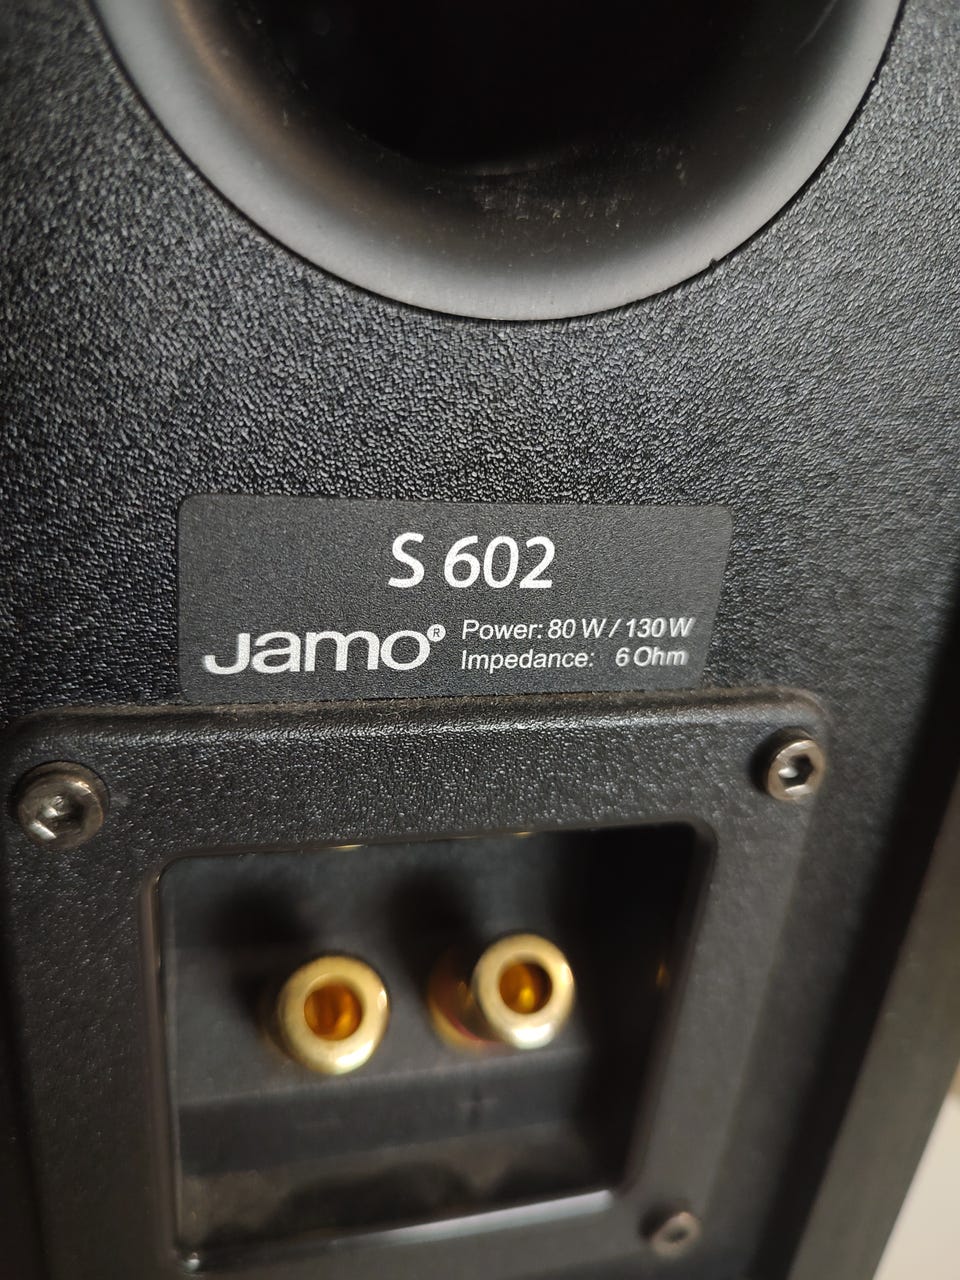 S 602
Jamo® Power: 80 W / 130 W
Impedance: 6 Ohm
- +